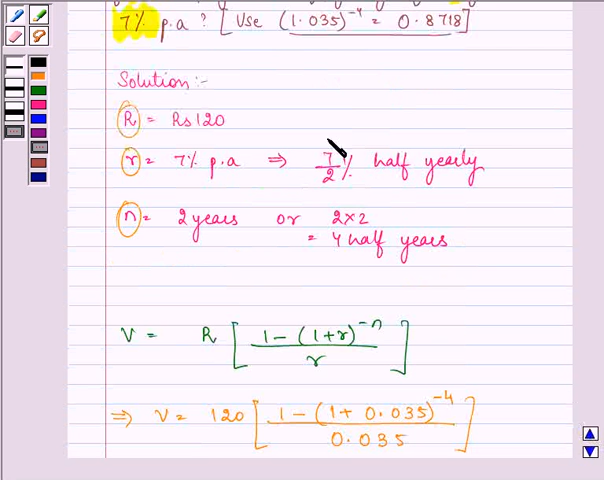 7% p.a ? [ Use (1.035)^-4 = 0.8718 ]
Solution :-
R = Rs 120
r = 7% p.a ⇒ 7/2 % half yearly
n = 2 years or 2×2
= 4 half years
V = R [ 1 - (1+r)^-n / r ]
⇒ V = 120 [ 1 - (1 + 0.035)^-4 / 0.035 ]